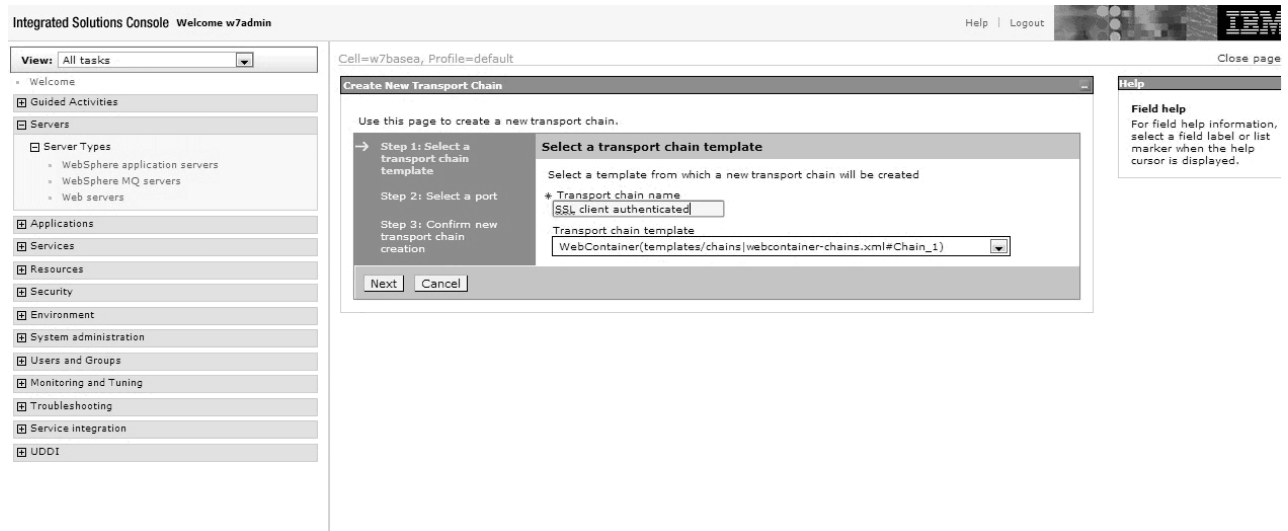 Integrated Solutions Console Welcome w7admin
Help | Logout
IBM
View: All tasks
Welcome
Guided Activities
Servers
Server Types
WebSphere application servers
WebSphere MQ servers
Web servers
Applications
Services
Resources
Security
Environment
System administration
Users and Groups
Monitoring and Tuning
Troubleshooting
Service integration
UDDI
Cell=w7basea, Profile=default
Close page
Create New Transport Chain
Use this page to create a new transport chain.
Step 1: Select a
transport chain
template
Step 2: Select a port
Step 3: Confirm new
transport chain
creation
Select a transport chain template
Select a template from which a new transport chain will be created
* Transport chain name
SSL client authenticated
Transport chain template
WebContainer(templates/chains|webcontainer-chains.xml#Chain_1)
Next Cancel
Help
Field help
For field help information,
select a field label or list
marker when the help
cursor is displayed.